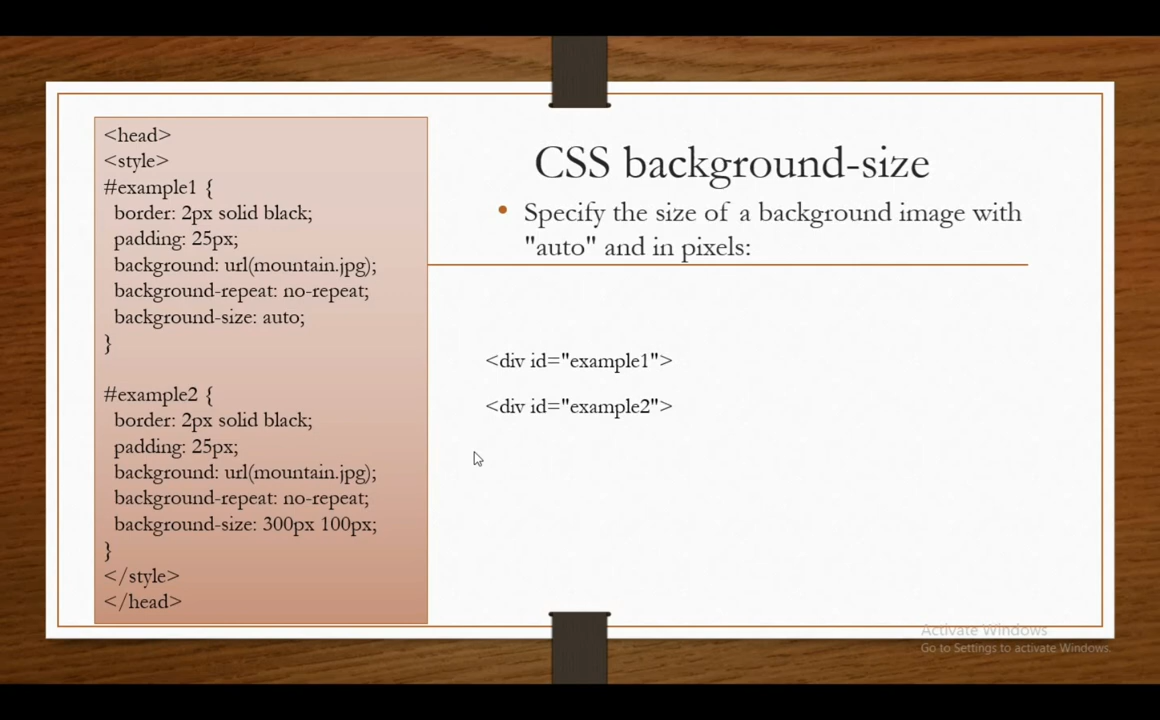 <head>
<style>
#example1 {
border: 2px solid black;
padding: 25px;
background: url(mountain.jpg);
background-repeat: no-repeat;
background-size: auto;
}
#example2 {
border: 2px solid black;
padding: 25px;
background: url(mountain.jpg);
background-repeat: no-repeat;
background-size: 300px 100px;
}
</style>
</head>
CSS background-size
• Specify the size of a background image with
"auto" and in pixels:
<div id="example1">
<div id="example2">
Activate Windows
Go to Settings to activate Windows.